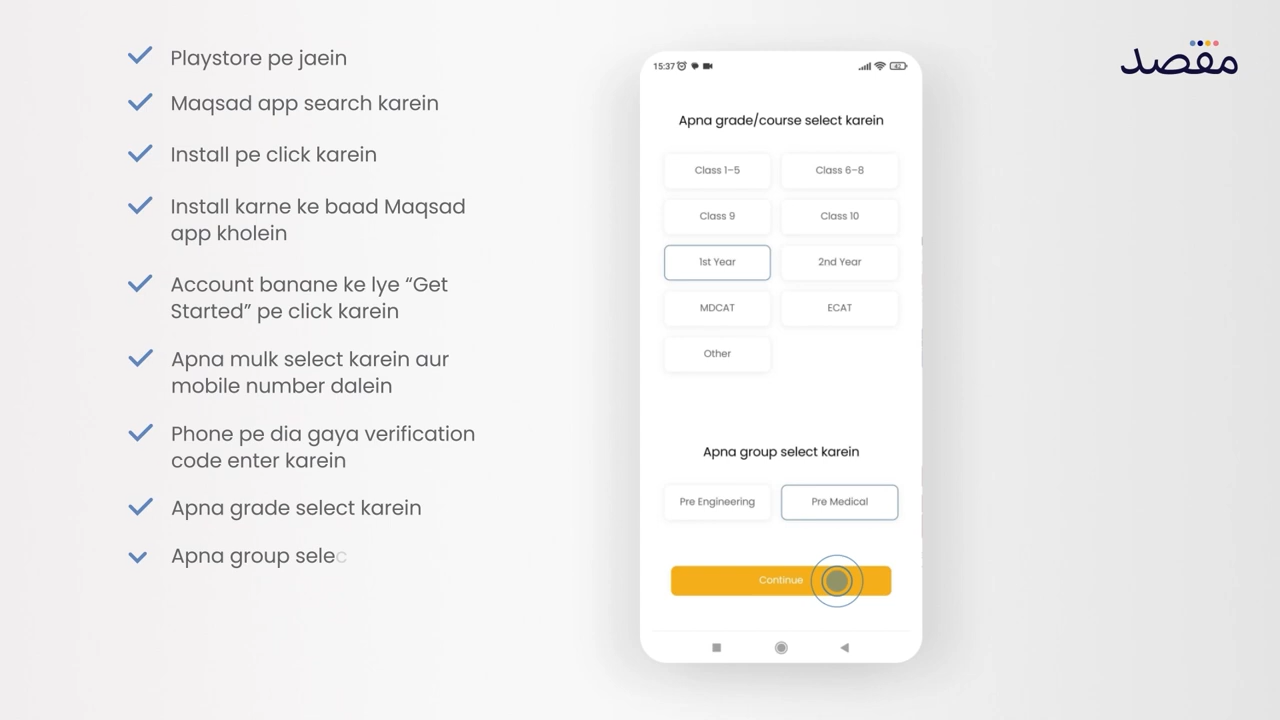 Playstore pe jaein
Maqsad app search karein
Install pe click karein
Install karne ke baad Maqsad
app kholein
Account banane ke lye “Get
Started” pe click karein
Apna mulk select karein aur
mobile number dalein
Phone pe dia gaya verification
code enter karein
Apna grade select karein
Apna group selec
15:37
42
Apna grade/course select karein
Class 1-5
Class 6-8
Class 9
Class 10
1st Year
2nd Year
MDCAT
ECAT
Other
Apna group select karein
Pre Engineering
Pre Medical
Continue
مقصد